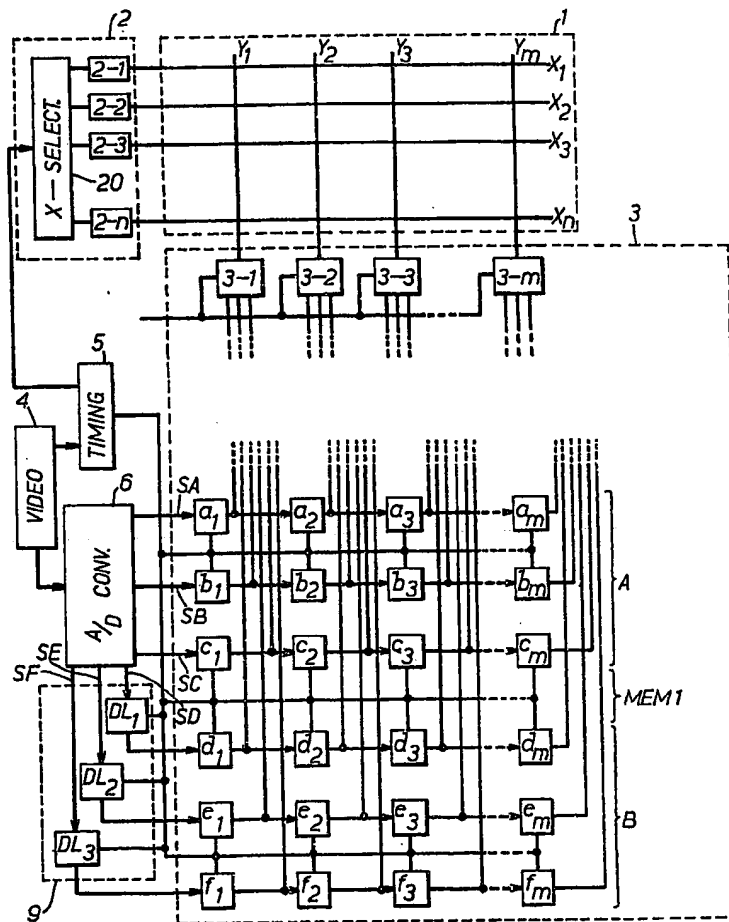 2
1
Y1 Y2 Y3 Ym
2-1 X1
2-2 X2
2-3 X3
X — SELECT.
20
2-n Xn
3
3-1 3-2 3-3 3-m
5
TIMING
4
VIDEO
6
A/D CONV.
SA a1 a2 a3 am
A
SB b1 b2 b3 bm
SC c1 c2 c3 cm
SE
SF
SD
MEM1
DL1
d1 d2 d3 dm
DL2
B
e1 e2 e3 em
DL3
f1 f2 f3 fm
9